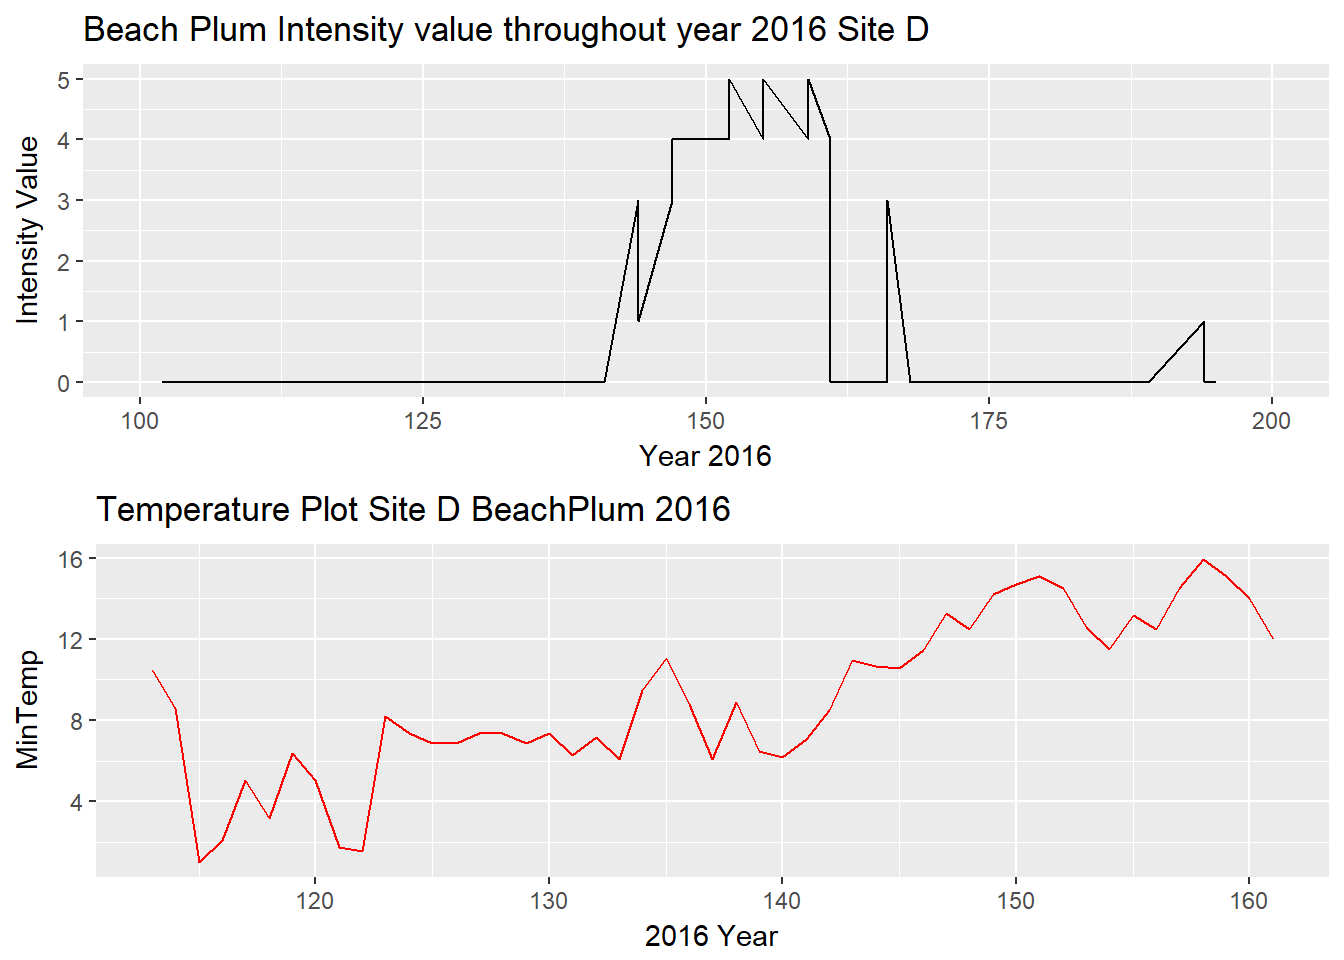 Beach Plum Intensity value throughout year 2016 Site D
Intensity Value
5
4
3
2
1
0
100 125 150 175 200
Year 2016
Temperature Plot Site D BeachPlum 2016
MinTemp
16
12
8
4
120 130 140 150 160
2016 Year